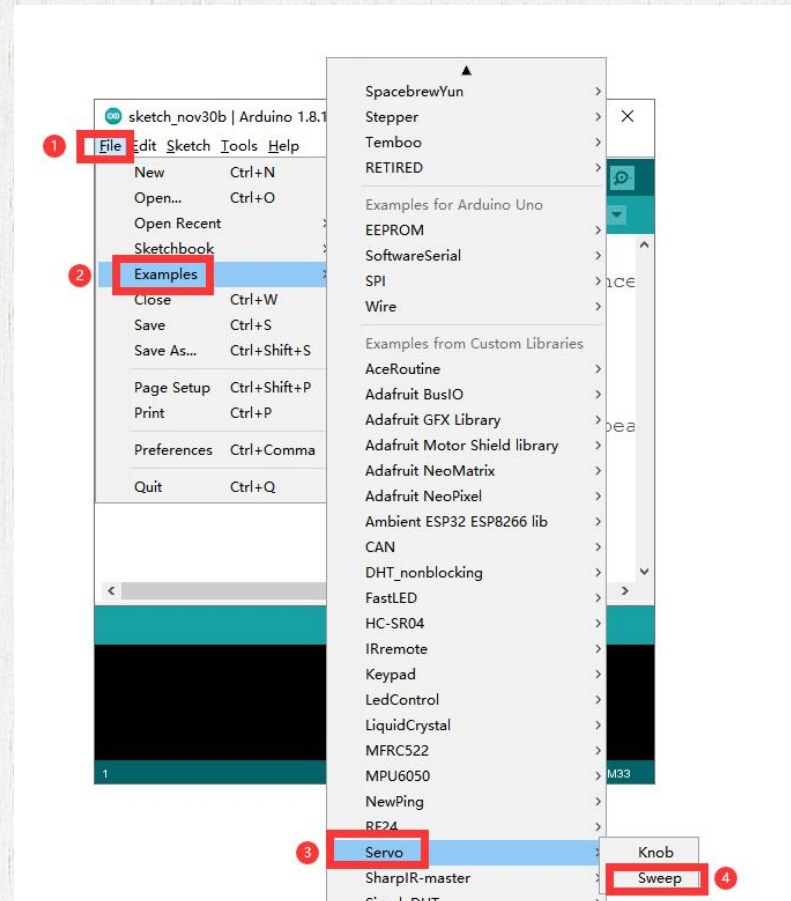 sketch_nov30b | Arduino 1.8.1
File Edit Sketch Tools Help
1
New Ctrl+N
Open... Ctrl+O
Open Recent
Sketchbook
2
Examples
Close Ctrl+W
Save Ctrl+S
Save As... Ctrl+Shift+S
Page Setup Ctrl+Shift+P
Print Ctrl+P
Preferences Ctrl+Comma
Quit Ctrl+Q
SpacebrewYun
Stepper
Temboo
RETIRED
Examples for Arduino Uno
EEPROM
SoftwareSerial
SPI
Wire
Examples from Custom Libraries
AceRoutine
Adafruit BusIO
Adafruit GFX Library
Adafruit Motor Shield library
Adafruit NeoMatrix
Adafruit NeoPixel
Ambient ESP32 ESP8266 lib
CAN
DHT_nonblocking
FastLED
HC-SR04
IRremote
Keypad
LedControl
LiquidCrystal
MFRC522
MPU6050
NewPing
RF24
3
Servo
SharpIR-master
Knob
Sweep
4
nce
pea
1
M33